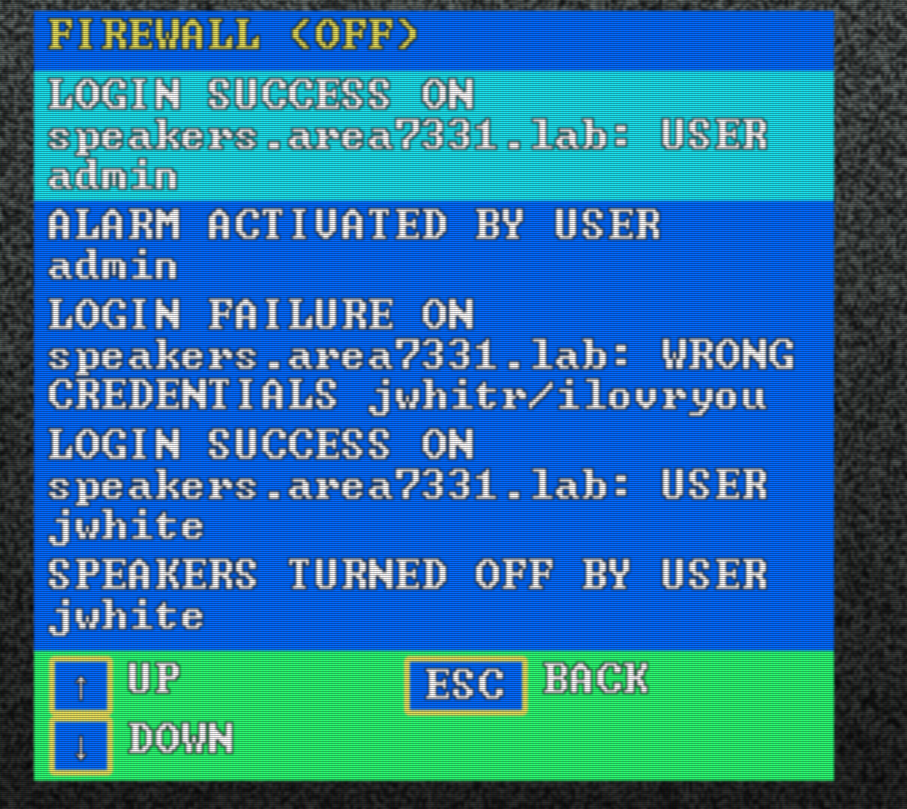 FIREWALL <OFF>
LOGIN SUCCESS ON
speakers.area7331.lab: USER
admin
ALARM ACTIVATED BY USER
admin
LOGIN FAILURE ON
speakers.area7331.lab: WRONG
CREDENTIALS jwhitr/ilovryou
LOGIN SUCCESS ON
speakers.area7331.lab: USER
jwhite
SPEAKERS TURNED OFF BY USER
jwhite
↑ UP ESC BACK
↓ DOWN